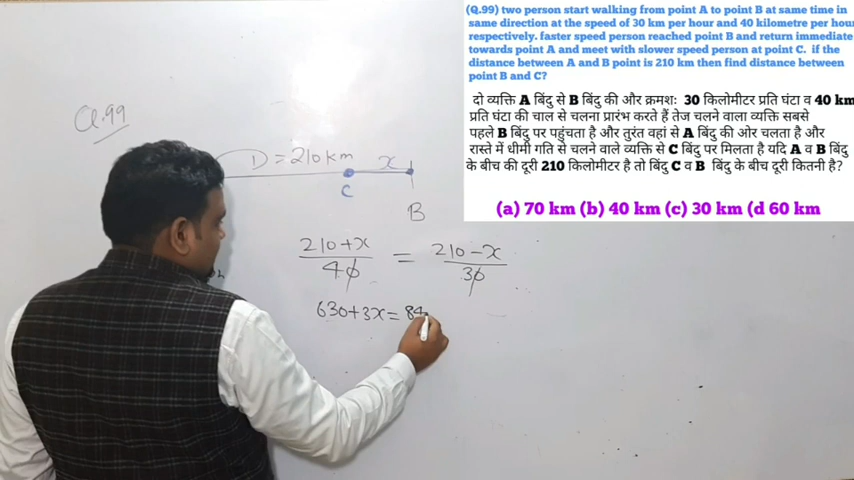 (Q.99) two person start walking from point A to point B at same time in
same direction at the speed of 30 km per hour and 40 kilometre per hour
respectively. faster speed person reached point B and return immediate
towards point A and meet with slower speed person at point C. if the
distance between A and B point is 210 km then find distance between
point B and C?
दो व्यक्ति A बिंदु से B बिंदु की और क्रमशः 30 किलोमीटर प्रति घंटा व 40 km
प्रति घंटा की चाल से चलना प्रारंभ करते हैं तेज चलने वाला व्यक्ति सबसे
पहले B बिंदु पर पहुंचता है और तुरंत वहां से A बिंदु की ओर चलता है और
रास्ते में धीमी गति से चलने वाले व्यक्ति से C बिंदु पर मिलता है यदि A व B बिंदु
के बीच की दूरी 210 किलोमीटर है तो बिंदु C व B बिंदु के बीच दूरी कितनी है?
(a) 70 km (b) 40 km (c) 30 km (d 60 km
Q.99
D = 210 km x
C
B
210+x = 210-x
40 30
630+3x = 84